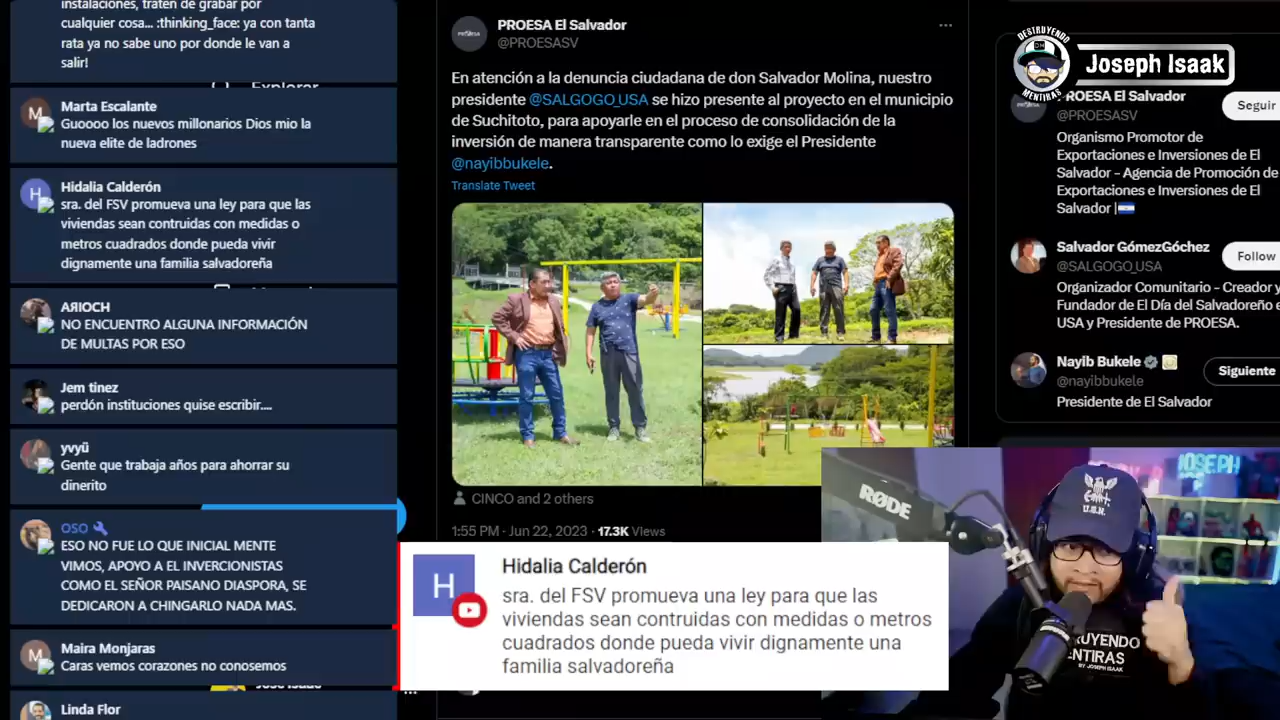 instalaciones, traten de grabar por
cualquier cosa... :thinking_face: ya con tanta
rata ya no sabe uno por donde le van a
salir!
Marta Escalante
Guoooo los nuevos millonarios Dios mio la
nueva elite de ladrones
Hidalia Calderón
sra. del FSV promueva una ley para que las
viviendas sean contruidas con medidas o
metros cuadrados donde pueda vivir
dignamente una familia salvadoreña
AЯIOCH
NO ENCUENTRO ALGUNA INFORMACIÓN
DE MULTAS POR ESO
Jem tinez
perdón instituciones quise escribir....
yvyü
Gente que trabaja años para ahorrar su
dinerito
OSO
ESO NO FUE LO QUE INICIAL MENTE
VIMOS, APOYO A EL INVERCIONISTAS
COMO EL SEÑOR PAISANO DIASPORA, SE
DEDICARON A CHINGARLO NADA MAS.
Maira Monjaras
Caras vemos corazones no conosemos
Linda Flor
PROESA El Salvador
@PROESASV
En atención a la denuncia ciudadana de don Salvador Molina, nuestro
presidente @SALGOGO_USA se hizo presente al proyecto en el municipio
de Suchitoto, para apoyarle en el proceso de consolidación de la
inversión de manera transparente como lo exige el Presidente
@nayibbukele.
Translate Tweet
CINCO and 2 others
1:55 PM · Jun 22, 2023 · 17.3K Views
Hidalia Calderón
sra. del FSV promueva una ley para que las
viviendas sean contruidas con medidas o metros
cuadrados donde pueda vivir dignamente una
familia salvadoreña
DESTRUYENDO
MENTIRAS
Joseph Isaak
PROESA El Salvador
@PROESASV
Seguir
Organismo Promotor de
Exportaciones e Inversiones de El
Salvador - Agencia de Promoción de
Exportaciones e Inversiones de El
Salvador |
Salvador GómezGóchez
@SALGOGO_USA
Follow
Organizador Comunitario - Creador y
Fundador de El Día del Salvadoreño e
USA y Presidente de PROESA.
Nayib Bukele
@nayibbukele
Siguiente
Presidente de El Salvador
RØDE
JOSEPH
RUYENDO
ENTIRAS
BY JOSEPH ISAAK